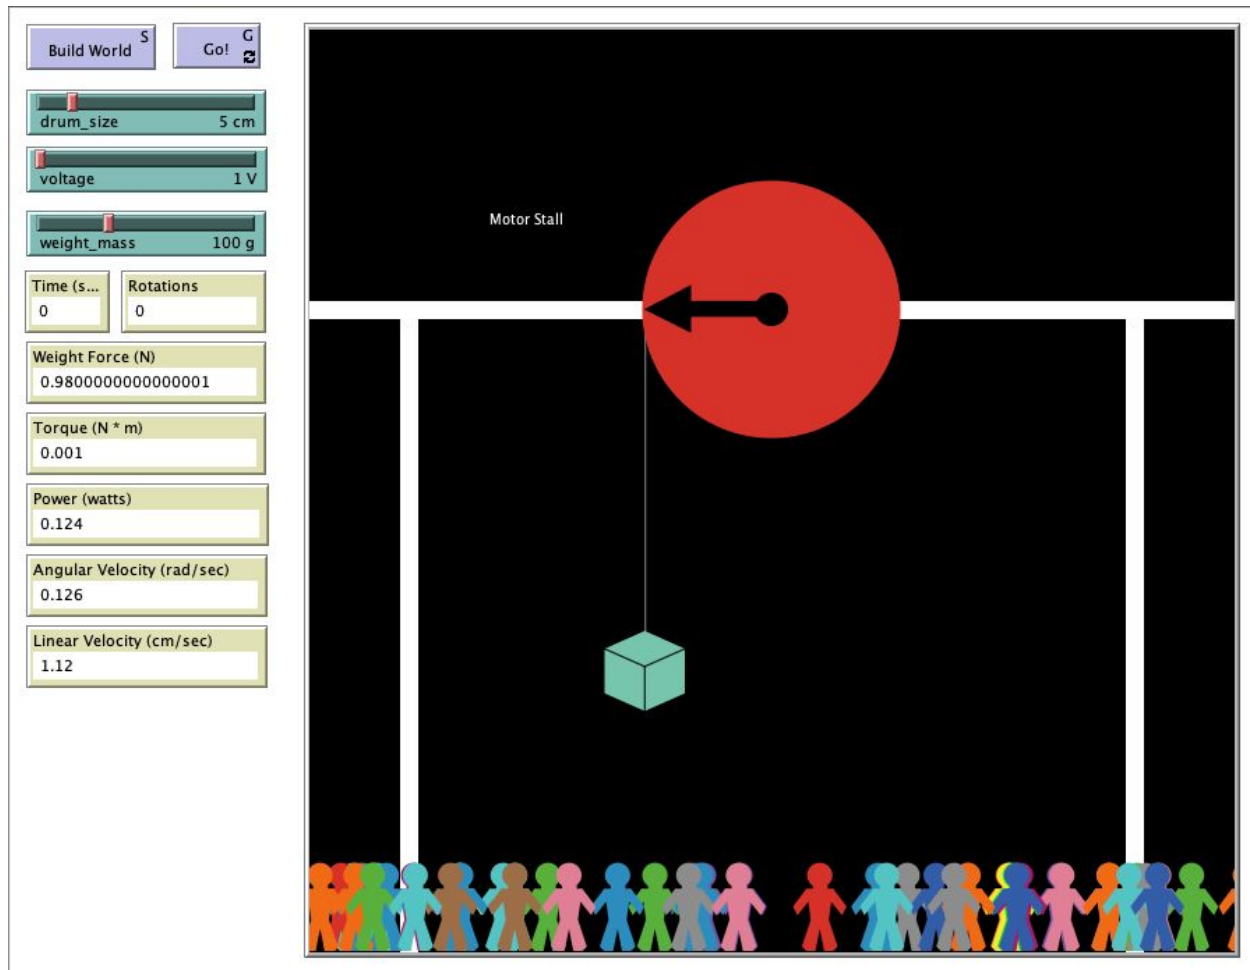 S
Build World
G
Go!
drum_size 5 cm
voltage 1 V
weight_mass 100 g
Time (s... Rotations
0 0
Weight Force (N)
0.9800000000000001
Torque (N * m)
0.001
Power (watts)
0.124
Angular Velocity (rad/sec)
0.126
Linear Velocity (cm/sec)
1.12
Motor Stall